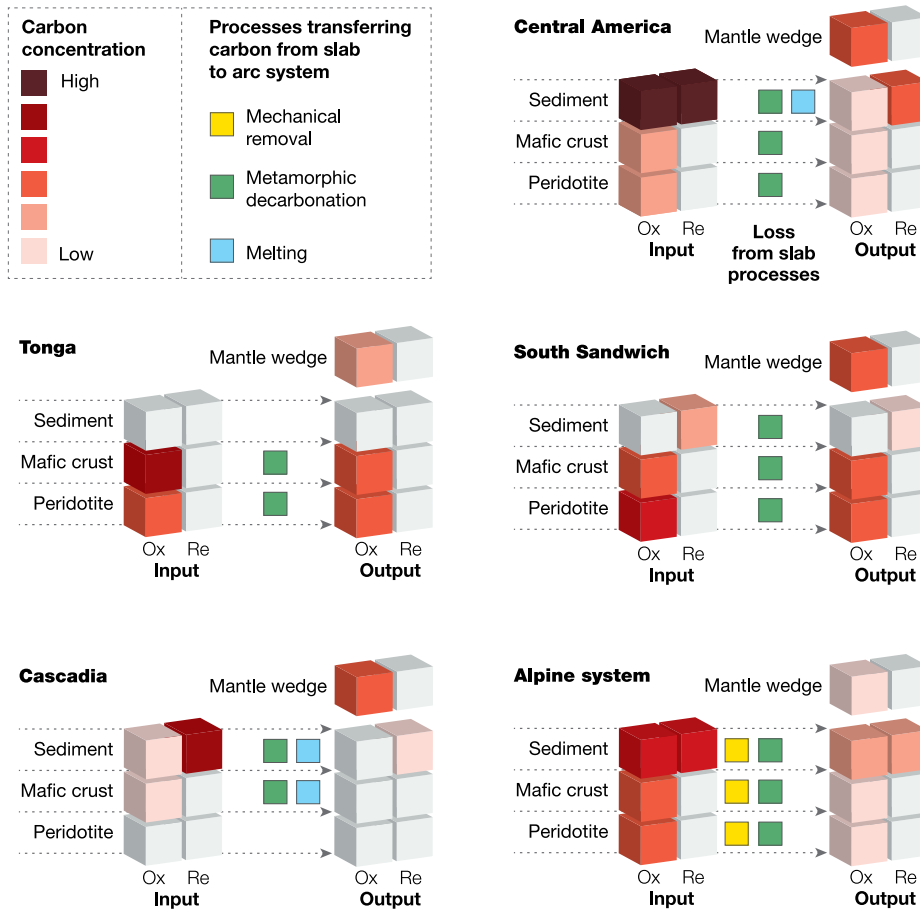 Carbon
concentration
High
Low
Processes transferring
carbon from slab
to arc system
Mechanical
removal
Metamorphic
decarbonation
Melting
Central America
Mantle wedge
Sediment
Mafic crust
Peridotite
Ox Re Ox Re
Input Loss Output
from slab
processes
Tonga
Mantle wedge
Sediment
Mafic crust
Peridotite
Ox Re Ox Re
Input Output
South Sandwich
Mantle wedge
Sediment
Mafic crust
Peridotite
Ox Re Ox Re
Input Output
Cascadia
Mantle wedge
Sediment
Mafic crust
Peridotite
Ox Re Ox Re
Input Output
Alpine system
Mantle wedge
Sediment
Mafic crust
Peridotite
Ox Re Ox Re
Input Output